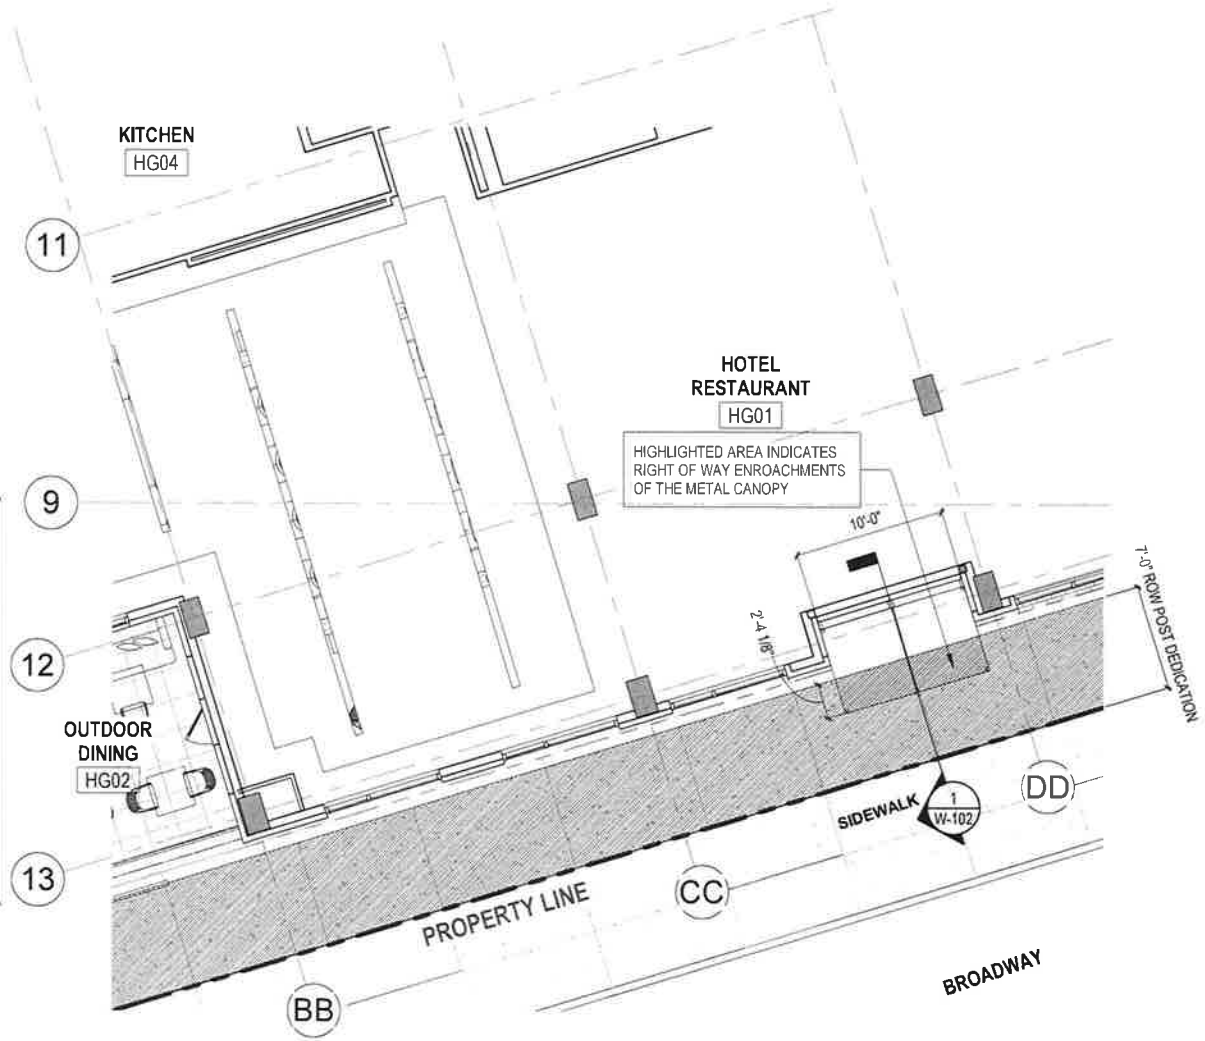 KITCHEN
HG04
11
HOTEL
RESTAURANT
HG01
HIGHLIGHTED AREA INDICATES
RIGHT OF WAY ENROACHMENTS
OF THE METAL CANOPY
9
10'-0"
7'-0" ROW POST DEDICATION
2'-4 1/8"
12
OUTDOOR
DINING
HG02
DD
SIDEWALK
1
W-102
13
CC
PROPERTY LINE
BROADWAY
BB